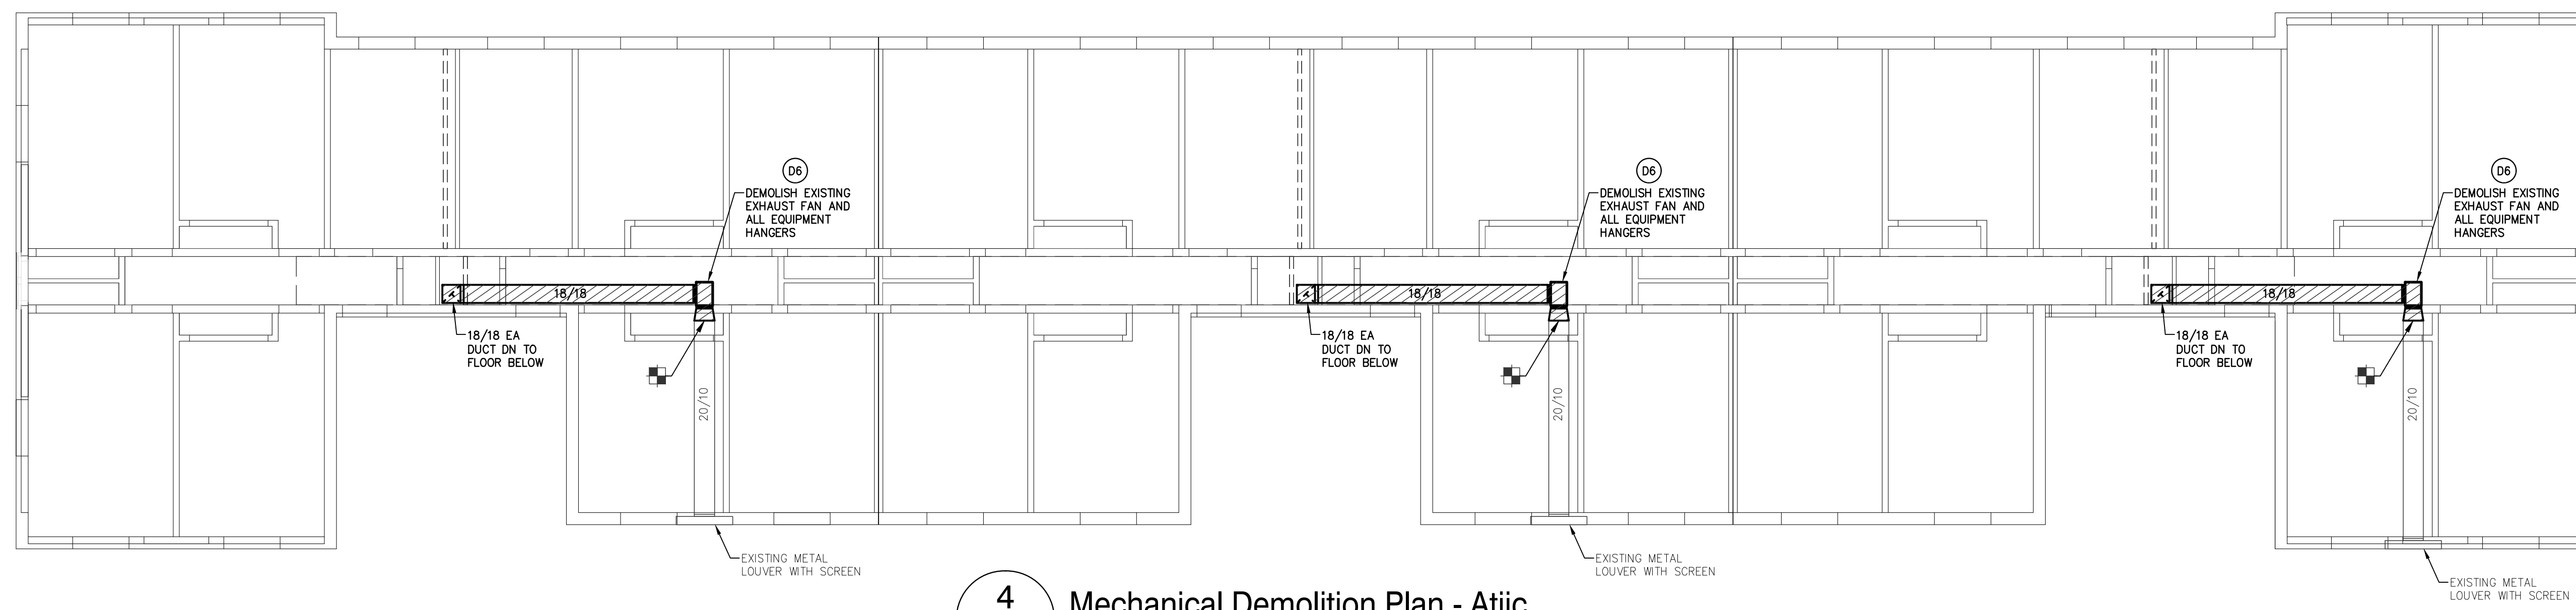 D6
DEMOLISH EXISTING
EXHAUST FAN AND
ALL EQUIPMENT
HANGERS
18/18
18/18 EA
DUCT DN TO
FLOOR BELOW
20/10
EXISTING METAL
LOUVER WITH SCREEN
D6
DEMOLISH EXISTING
EXHAUST FAN AND
ALL EQUIPMENT
HANGERS
18/18
18/18 EA
DUCT DN TO
FLOOR BELOW
20/10
EXISTING METAL
LOUVER WITH SCREEN
D6
DEMOLISH EXISTING
EXHAUST FAN AND
ALL EQUIPMENT
HANGERS
18/18
18/18 EA
DUCT DN TO
FLOOR BELOW
20/10
EXISTING METAL
LOUVER WITH SCREEN
4
Mechanical Demolition Plan - Atiic